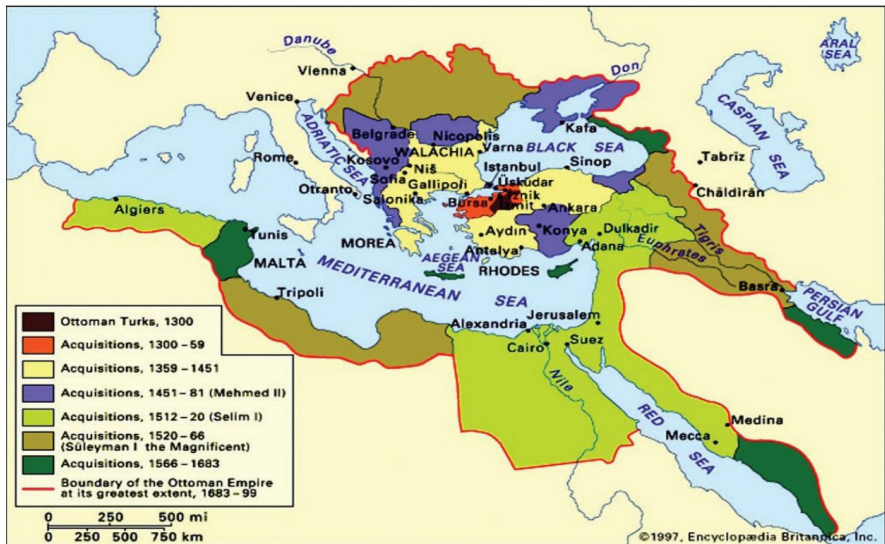 Danube
Vienna
Don
ARAL
SEA
Venice
CASPIAN SEA
ADRIATIC SEA
Belgrade
Nicopolis
Kafa
WALACHIA
Varna
BLACK SEA
Rome
Kosovo
Niš
Sofia
Istanbul
Sinop
Tabrīz
Otranto
Gallipoli
Üsküdar
Chāldirān
Salonika
Bursa
İznik
İzmit
Ankara
Algiers
Tunis
MOREA
Aydın
Konya
Dulkadir
Antalya
Adana
Euphrates
Tigris
MALTA
AEGEAN
SEA
RHODES
MEDITERRANEAN SEA
Basra
PERSIAN
GULF
Tripoli
Alexandria
Jerusalem
Cairo
Suez
Nile
RED
SEA
Medina
Mecca
Ottoman Turks, 1300
Acquisitions, 1300-59
Acquisitions, 1359-1451
Acquisitions, 1451-81 (Mehmed II)
Acquisitions, 1512-20 (Selim I)
Acquisitions, 1520-66
(Süleyman I the Magnificent)
Acquisitions, 1566-1683
Boundary of the Ottoman Empire
at its greatest extent, 1683-99
0 250 500 mi
0 250 500 750 km
©1997, Encyclopædia Britannica, Inc.